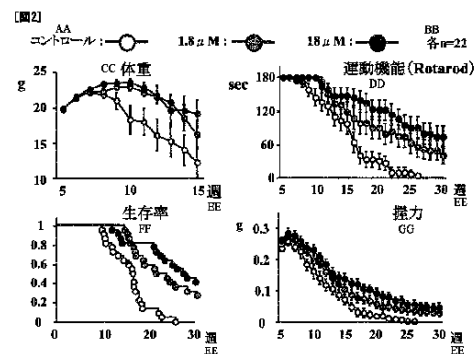 [図2]
AA
コントロール:
1.8μM:
18μM:
BB
各n=22
g
CC 体重
25
20
15
10
5
10
15
週
EE
sec
運動機能(Rotarod)
DD
180
120
60
0
5
10
15
20
25
30
週
EE
生存率
FF
1
0.8
0.6
0.4
0.2
0
0
10
20
30
週
EE
g
握力
GG
0.3
0.2
0.1
0
5
10
15
20
25
30
週
EE